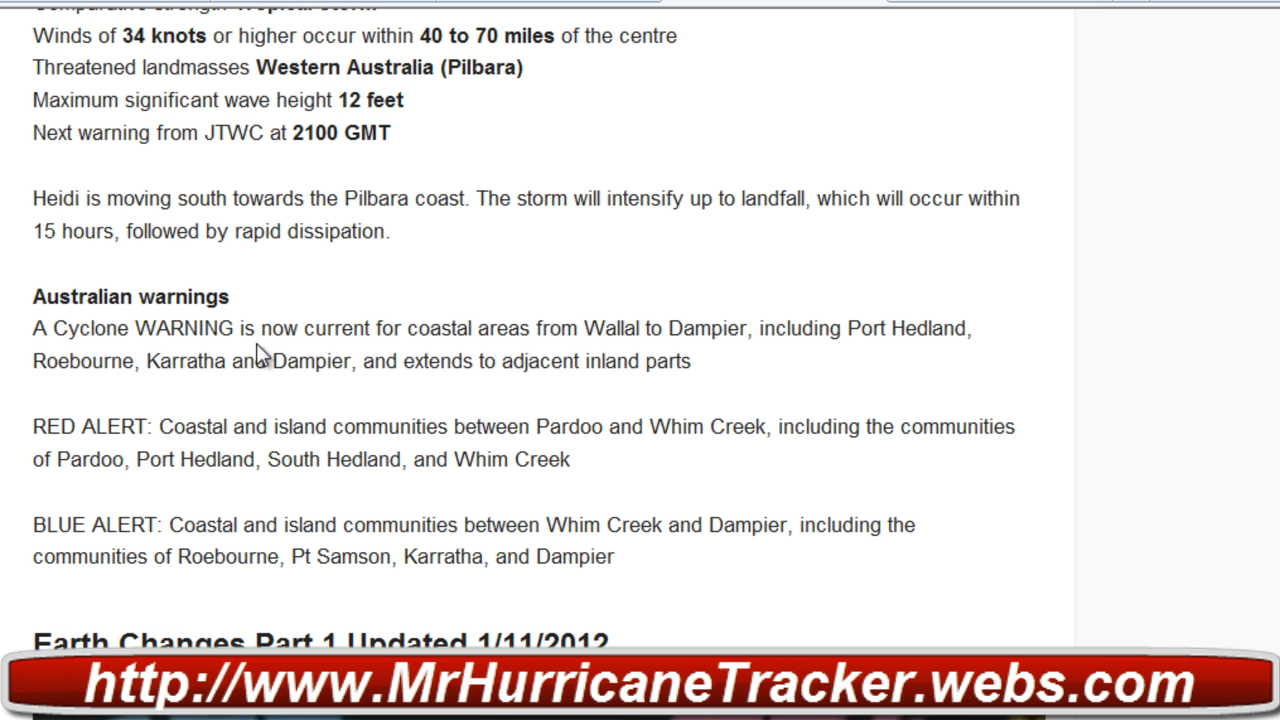 Comparative strength Tropical storm
Winds of 34 knots or higher occur within 40 to 70 miles of the centre
Threatened landmasses Western Australia (Pilbara)
Maximum significant wave height 12 feet
Next warning from JTWC at 2100 GMT
Heidi is moving south towards the Pilbara coast. The storm will intensify up to landfall, which will occur within
15 hours, followed by rapid dissipation.
Australian warnings
A Cyclone WARNING is now current for coastal areas from Wallal to Dampier, including Port Hedland,
Roebourne, Karratha and Dampier, and extends to adjacent inland parts
RED ALERT: Coastal and island communities between Pardoo and Whim Creek, including the communities
of Pardoo, Port Hedland, South Hedland, and Whim Creek
BLUE ALERT: Coastal and island communities between Whim Creek and Dampier, including the
communities of Roebourne, Pt Samson, Karratha, and Dampier
Earth Changes Part 1 Updated 1/11/2012
http://www.MrHurricaneTracker.webs.com